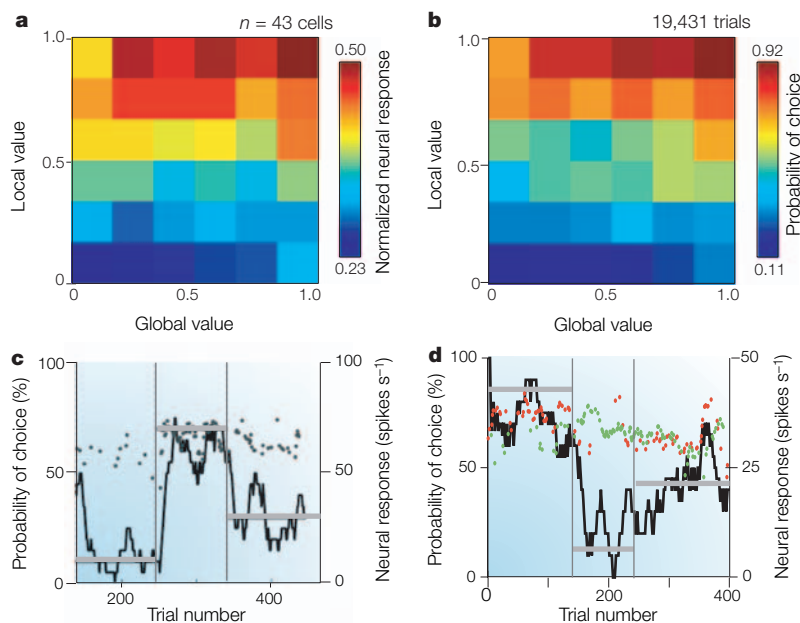 a
n = 43 cells
1.0
0.5
0
0
0.5
1.0
Local value
Global value
0.50
0.23
Normalized neural response
b
19,431 trials
1.0
0.5
0
0
0.5
1.0
Local value
Global value
0.92
0.11
Probability of choice
c
100
50
0
Probability of choice (%)
200
400
Trial number
100
50
0
Neural response (spikes s–1)
d
100
50
0
Probability of choice (%)
0
200
400
Trial number
50
25
0
Neural response (spikes s–1)